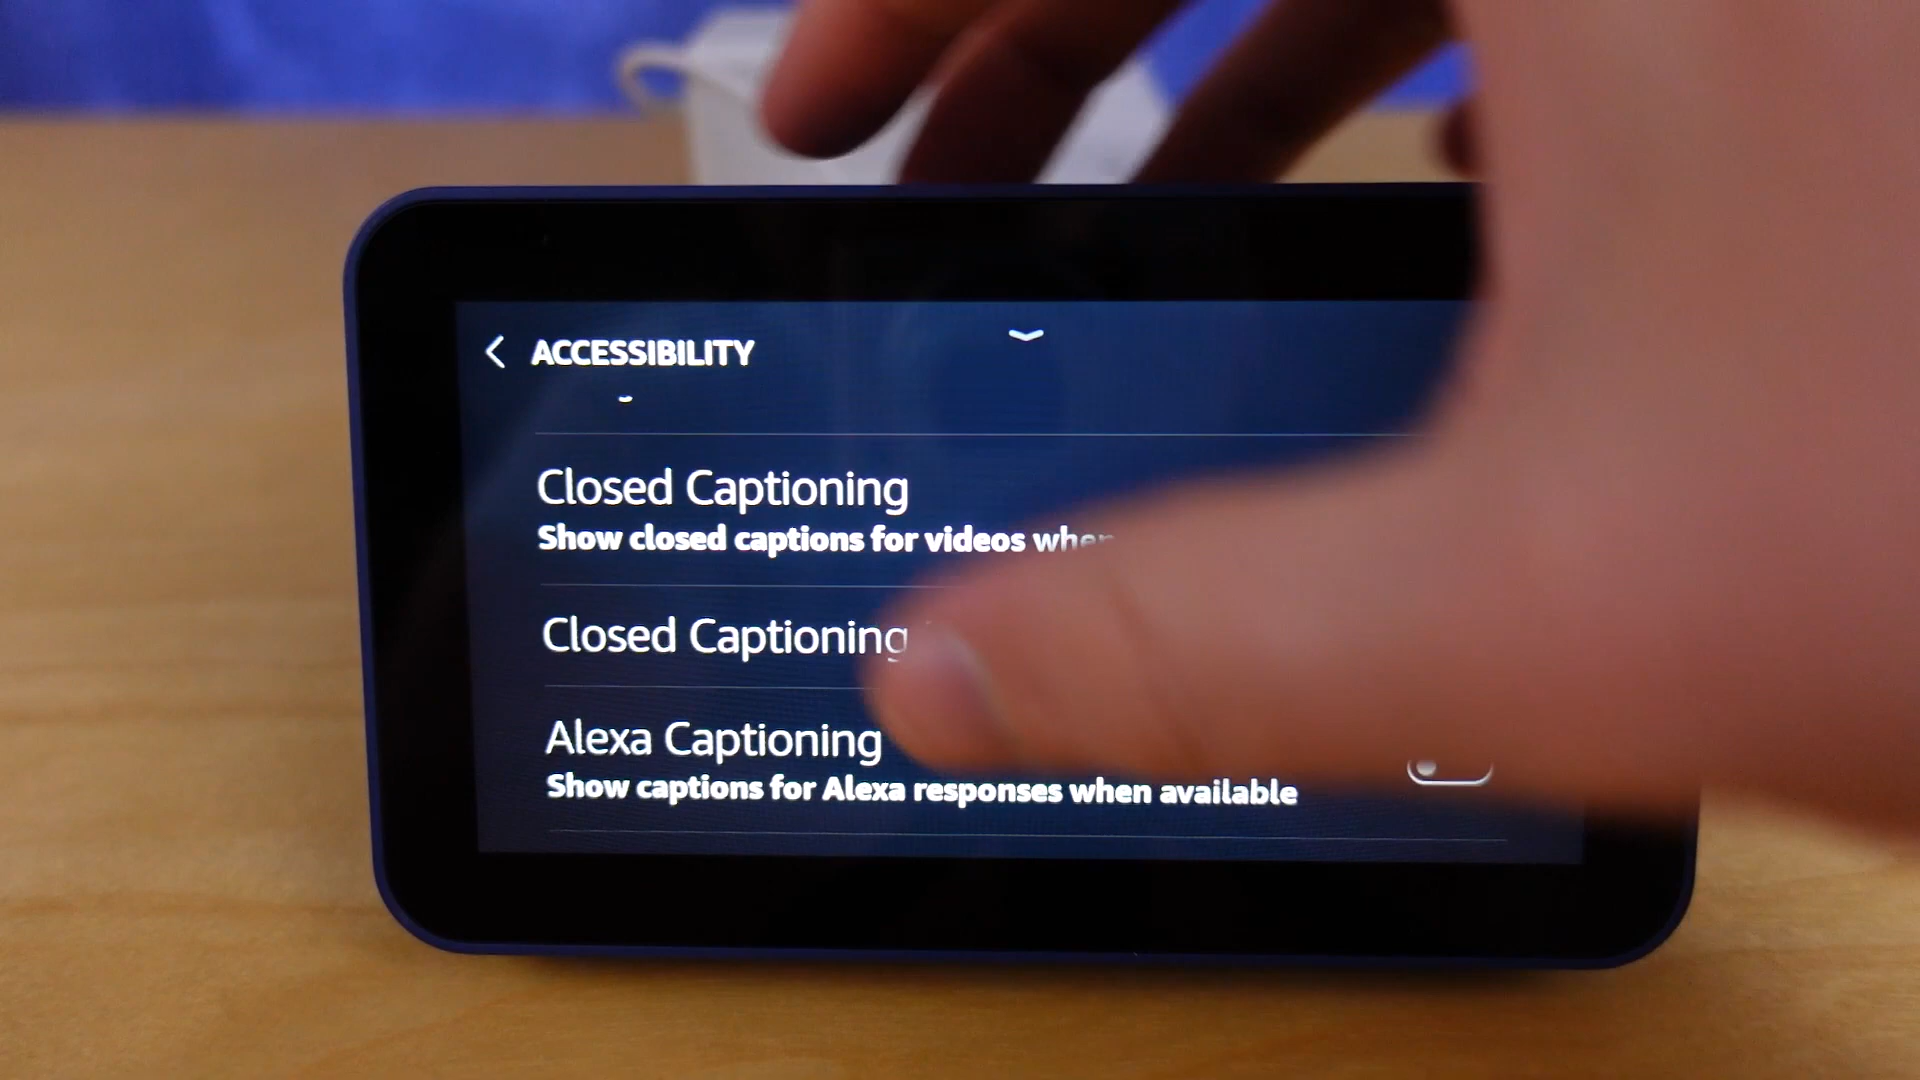 ACCESSIBILITY
Closed Captioning
Show closed captions for videos when
Closed Captioning
Alexa Captioning
Show captions for Alexa responses when available